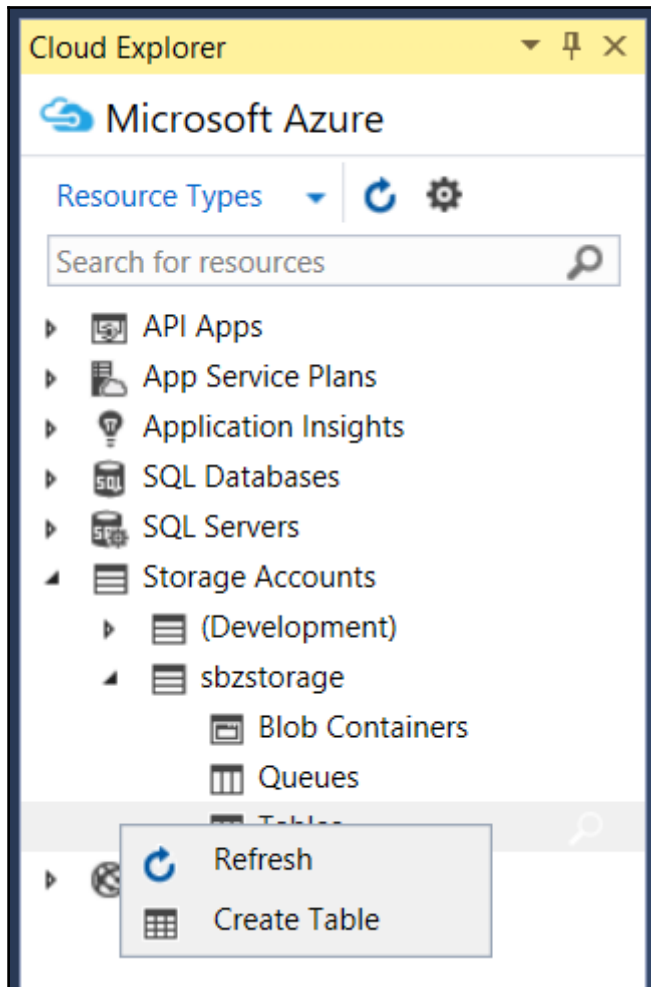 Cloud Explorer
Microsoft Azure
Resource Types
Search for resources
API Apps
App Service Plans
Application Insights
SQL Databases
SQL Servers
Storage Accounts
(Development)
sbzstorage
Blob Containers
Queues
Tables
Refresh
Create Table